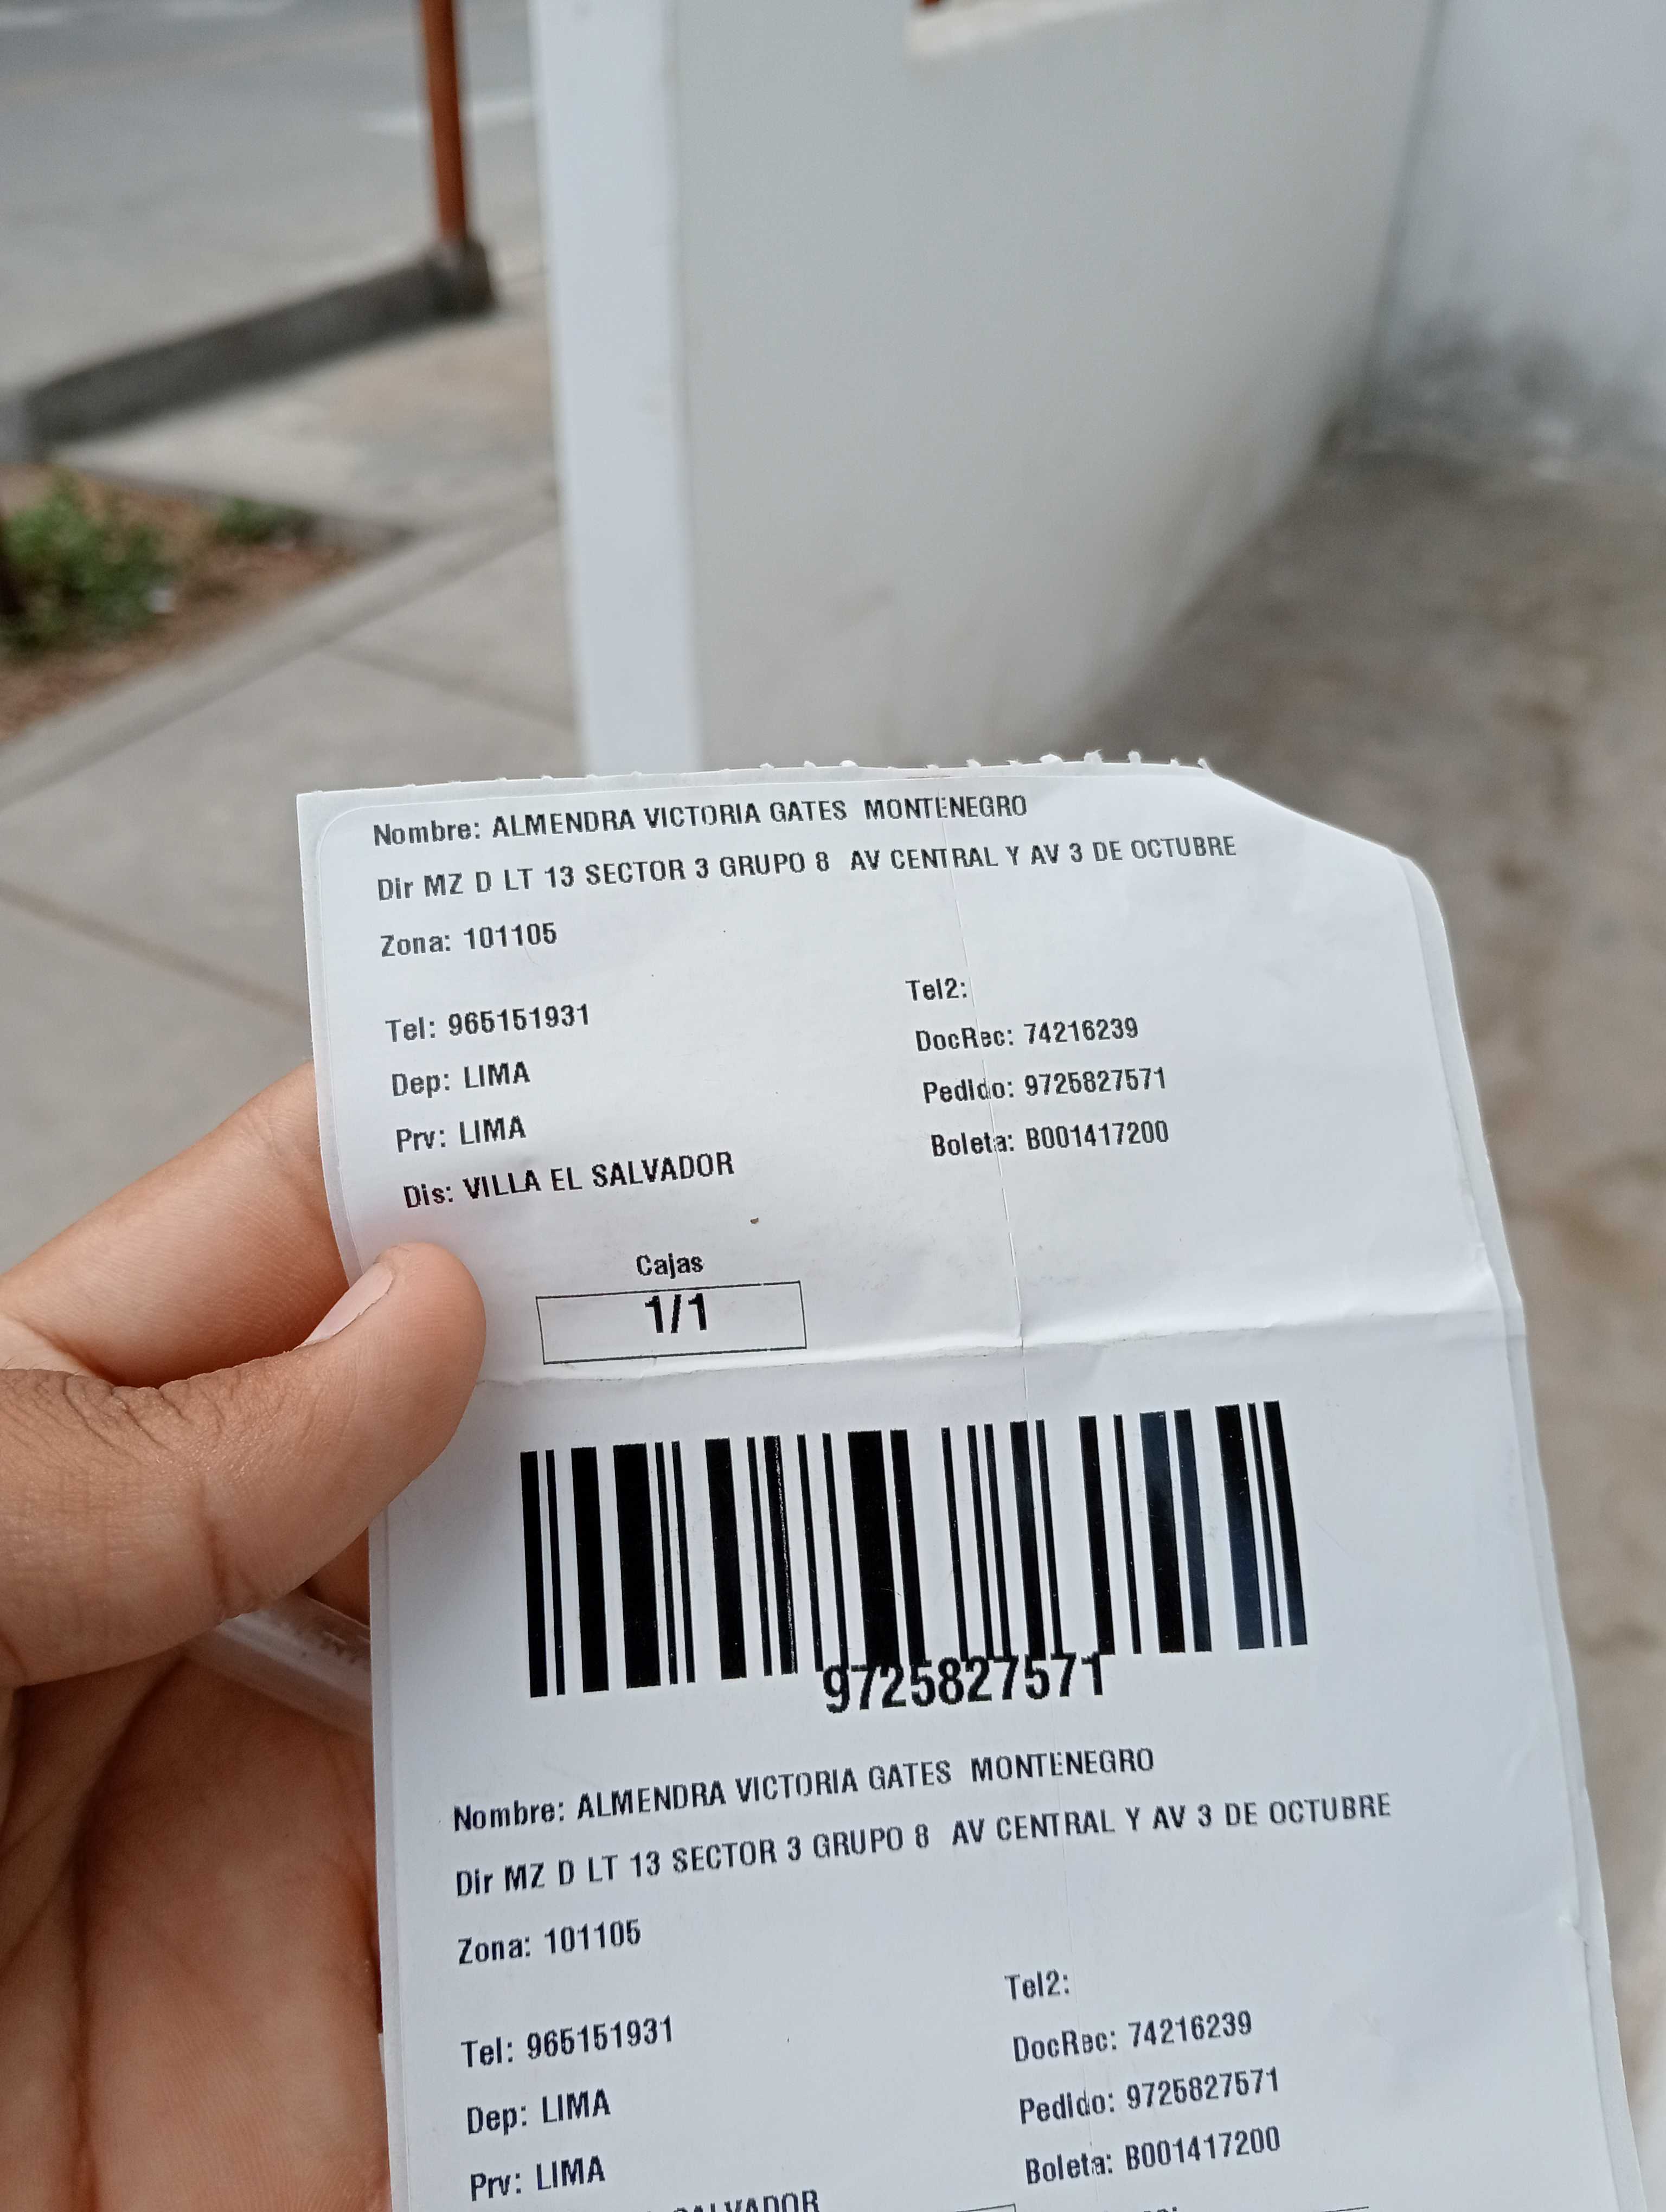 Nombre: ALMENDRA VICTORIA GATES MONTENEGRO
Dir MZ D LT 13 SECTOR 3 GRUPO 8 AV CENTRAL Y AV 3 DE OCTUBRE
Zona: 101105
Tel2:
Tel: 965151931
DocRec: 74216239
Dep: LIMA
Pedido: 9725827571
Prv: LIMA
Boleta: B001417200
Dis: VILLA EL SALVADOR
Cajas
1/1
9725827571
Nombre: ALMENDRA VICTORIA GATES MONTENEGRO
Dir MZ D LT 13 SECTOR 3 GRUPO 8 AV CENTRAL Y AV 3 DE OCTUBRE
Zona: 101105
Tel2:
Tel: 965151931
DocRec: 74216239
Dep: LIMA
Pedido: 9725827571
Prv: LIMA
Boleta: B001417200
SALVADOR